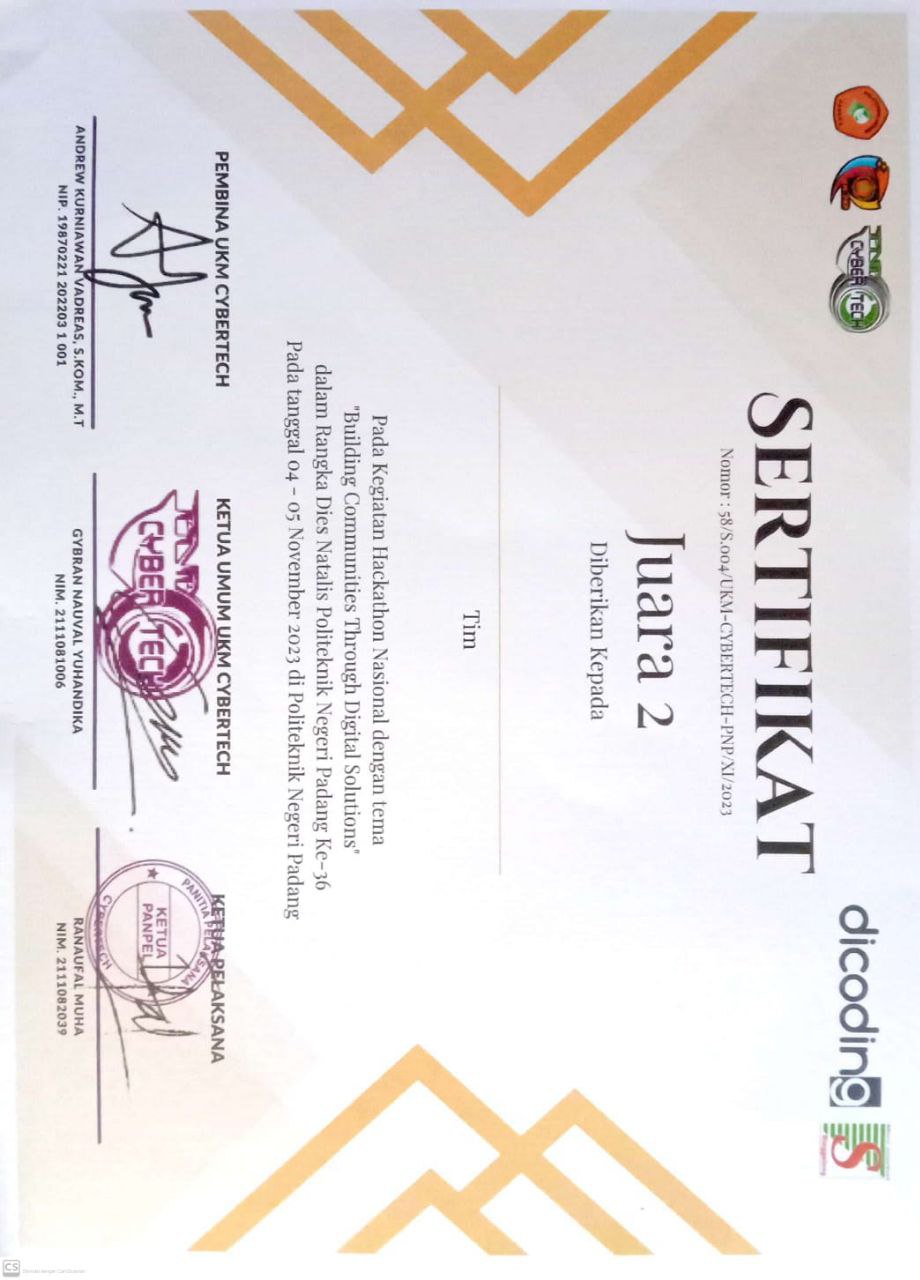 CYBER TECH
dicoding
SERTIFIKAT
Nomor : 58/S.004/UKM-CYBERTECH-PNP/XI/2023
Juara 2
Diberikan Kepada
Tim
Pada Kegiatan Hackathon Nasional dengan tema
"Building Communities Through Digital Solutions"
dalam Rangka Dies Natalis Politeknik Negeri Padang Ke-36
Pada tanggal 04 - 05 November 2023 di Politeknik Negeri Padang
PEMBINA UKM CYBERTECH
ANDREW KURNIAWAN VADREAS, S.KOM., M.T
NIP. 19870221 202203 1 001
KETUA UMUM UKM CYBERTECH
CYBER TECH
GYBRAN NAUVAL YUHANDIKA
NIM. 2111081006
KETUA PELAKSANA
PANITIA PELAKSANA
KETUA
PANPEL
CYBERTECH
RANAUFAL MUHA
NIM. 2111082039
CS